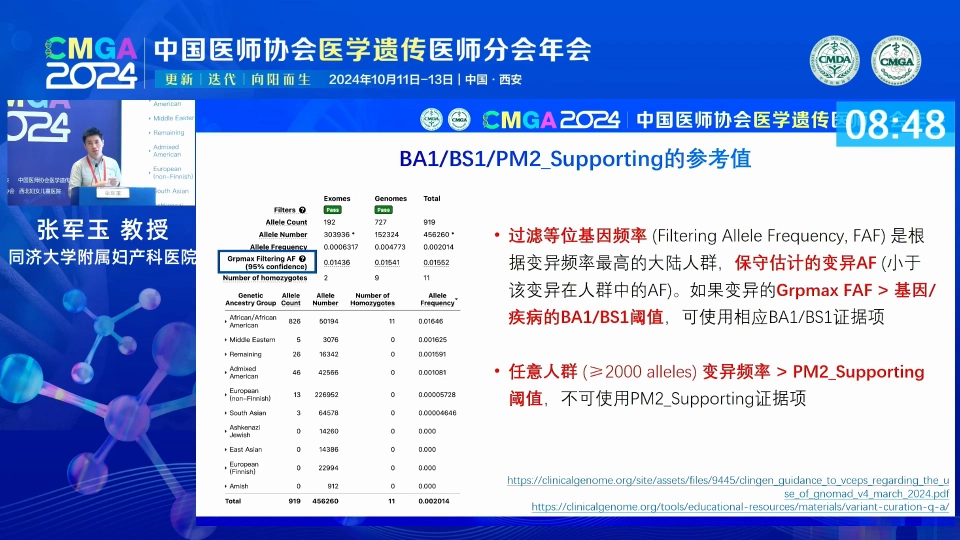 CMGA 2024 中国医师协会医学遗传医师分会年会
更新 | 迭代 | 向阳而生 2024年10月11日-13日 | 中国·西安
CMDA
CMGA
American
Middle Eastern
Remaining
Admixed
American
European
(non-Finnish)
South Asian
张军玉 教授
同济大学附属妇产科医院
CMGA 2024 中国医师协会医学遗传医
08:48
BA1/BS1/PM2_Supporting的参考值
Exomes Genomes Total
Filters Pass Pass
Allele Count 192 727 919
Allele Number 303936 * 152324 456260 *
Allele Frequency 0.0006317 0.004773 0.002014
Grpmax Filtering AF
(95% confidence) 0.01436 0.01541 0.01552
Number of homozygotes 2 9 11
Genetic Ancestry Group Allele Count Allele Number Number of Homozygotes Allele Frequency
African/African American 826 50194 11 0.01646
Middle Eastern 5 3076 0 0.001625
Remaining 26 16342 0 0.001591
Admixed American 46 42566 0 0.001081
European (non-Finnish) 13 226952 0 0.00005728
South Asian 3 64578 0 0.00004646
Ashkenazi Jewish 0 14260 0 0.000
East Asian 0 14386 0 0.000
European (Finnish) 0 22994 0 0.000
Amish 0 912 0 0.000
Total 919 456260 11 0.002014
• 过滤等位基因频率 (Filtering Allele Frequency, FAF) 是根
据变异频率最高的大陆人群，保守估计的变异AF (小于
该变异在人群中的AF)。如果变异的Grpmax FAF > 基因/
疾病的BA1/BS1阈值，可使用相应BA1/BS1证据项
• 任意人群 (≥2000 alleles) 变异频率 > PM2_Supporting
阈值，不可使用PM2_Supporting证据项
https://clinicalgenome.org/site/assets/files/9445/clingen_guidance_to_vceps_regarding_the_u
se_of_gnomad_v4_march_2024.pdf
https://clinicalgenome.org/tools/educational-resources/materials/variant-curation-q-a/